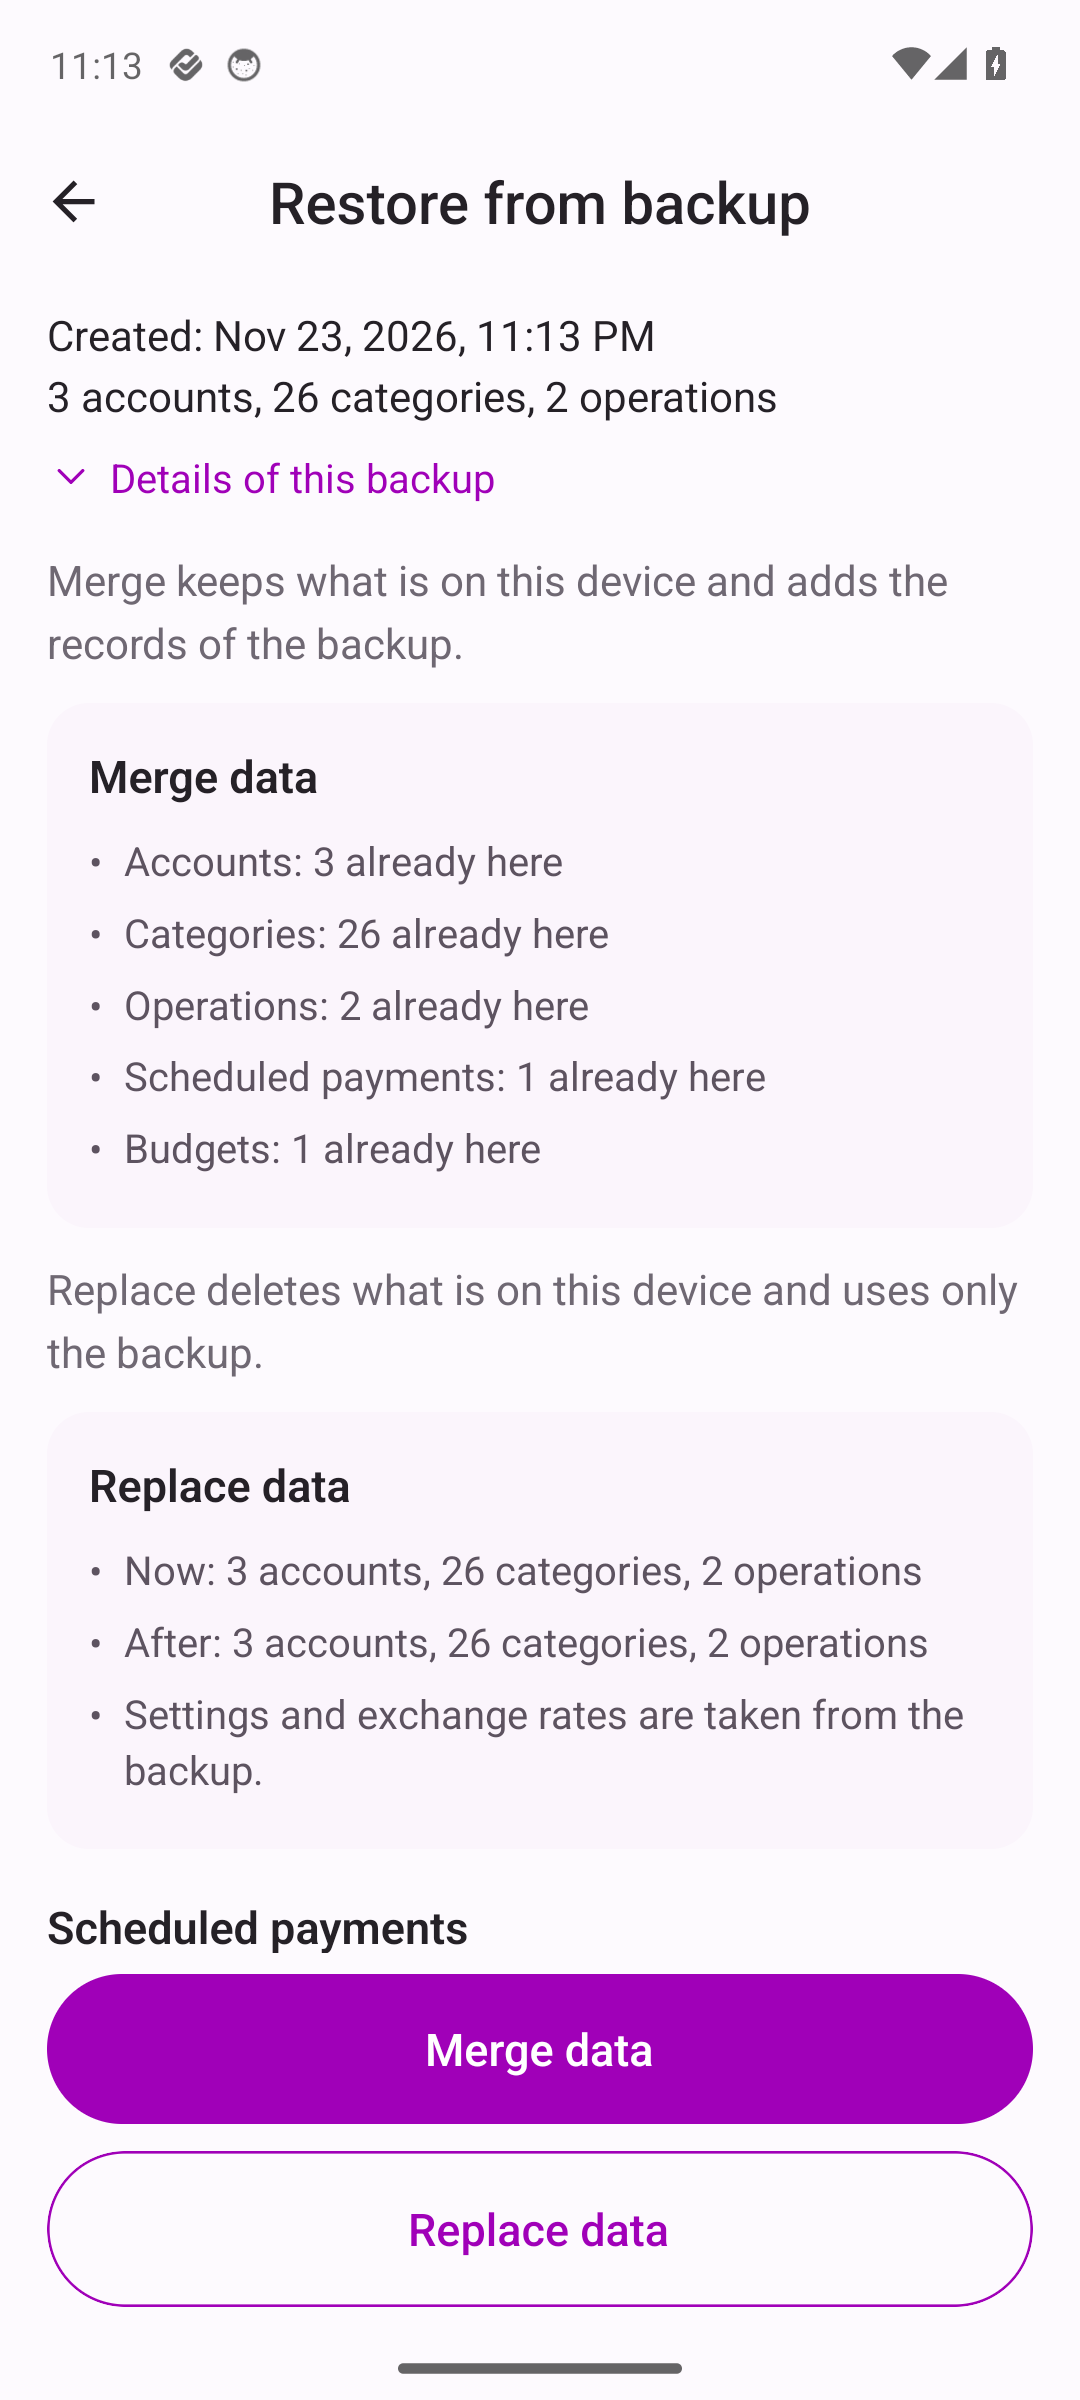 11:13
Restore from backup
Created: Nov 23, 2026, 11:13 PM
3 accounts, 26 categories, 2 operations
Details of this backup
Merge keeps what is on this device and adds the
records of the backup.
Merge data
• Accounts: 3 already here
• Categories: 26 already here
• Operations: 2 already here
• Scheduled payments: 1 already here
• Budgets: 1 already here
Replace deletes what is on this device and uses only
the backup.
Replace data
• Now: 3 accounts, 26 categories, 2 operations
• After: 3 accounts, 26 categories, 2 operations
• Settings and exchange rates are taken from the
backup.
Scheduled payments
Merge data
Replace data